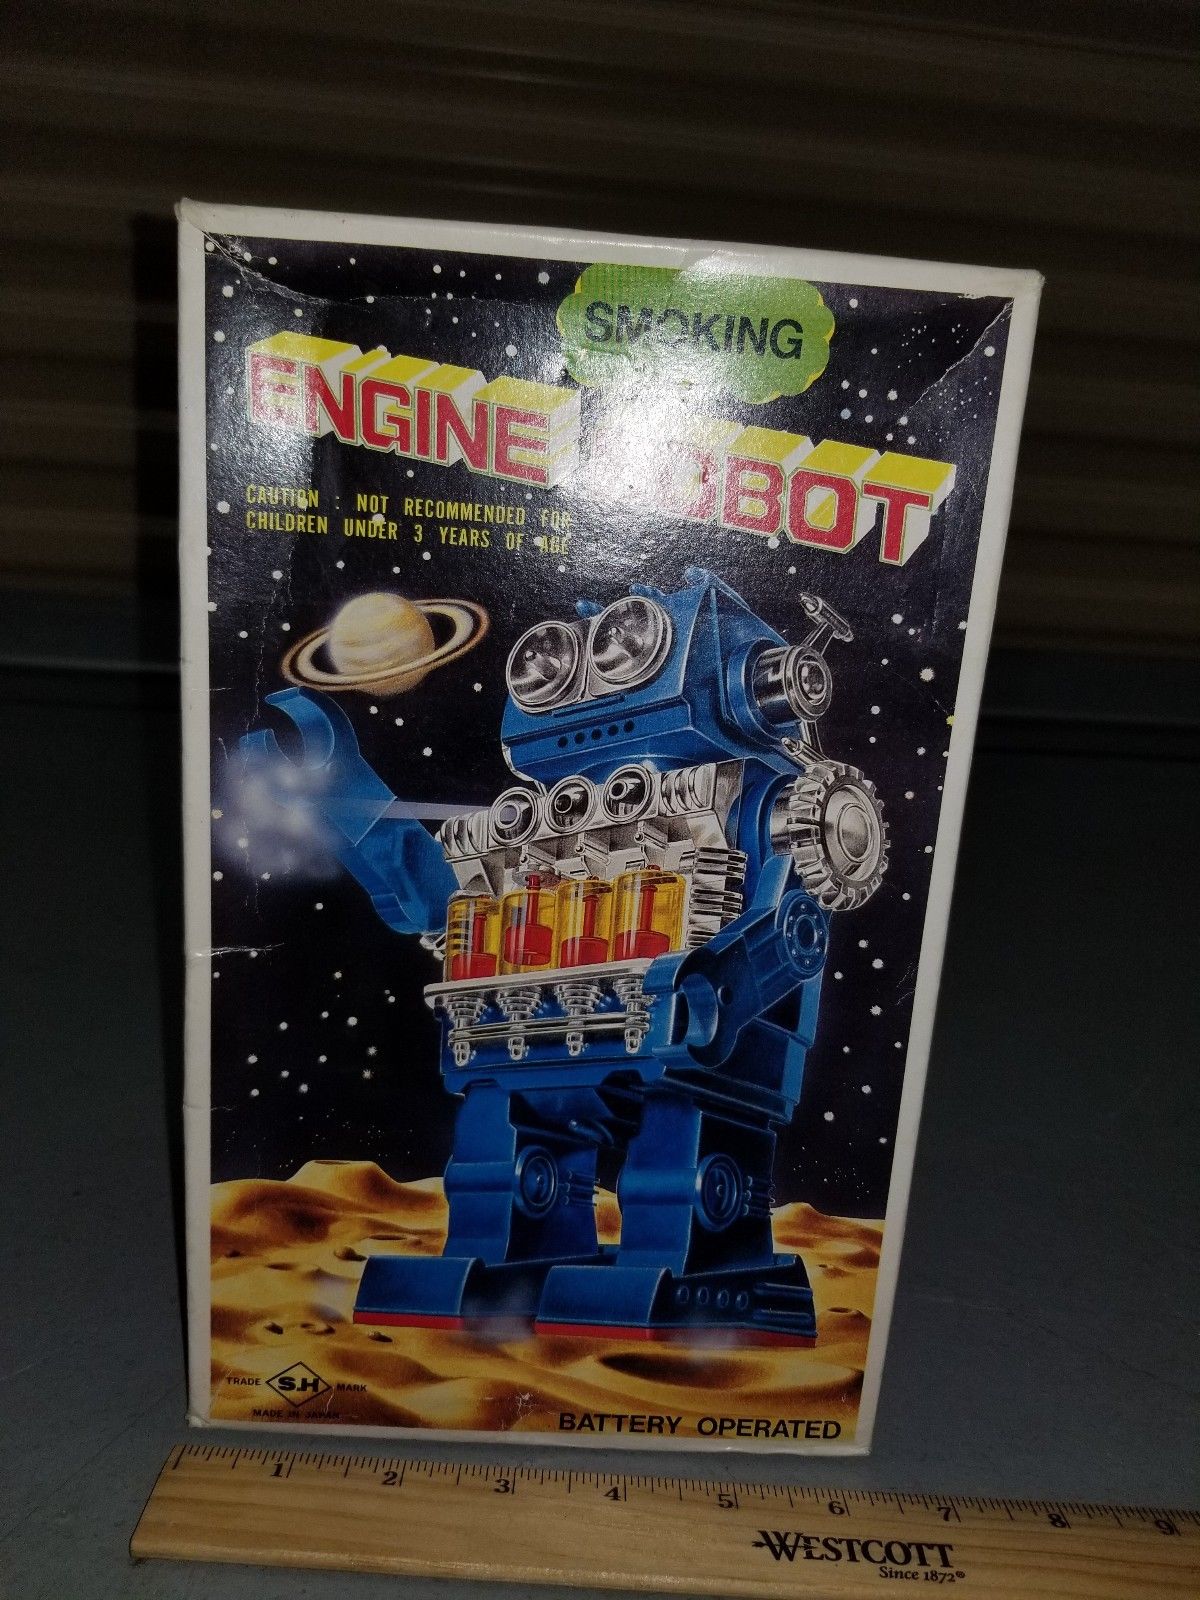 SMOKING
ENGINE ROBOT
CAUTION : NOT RECOMMENDED FOR
CHILDREN UNDER 3 YEARS OF AGE
TRADE S.H MARK
MADE IN JAPAN
BATTERY OPERATED
1 2 3 4 5 6 7 8 9
WESTCOTT
Since 1872®